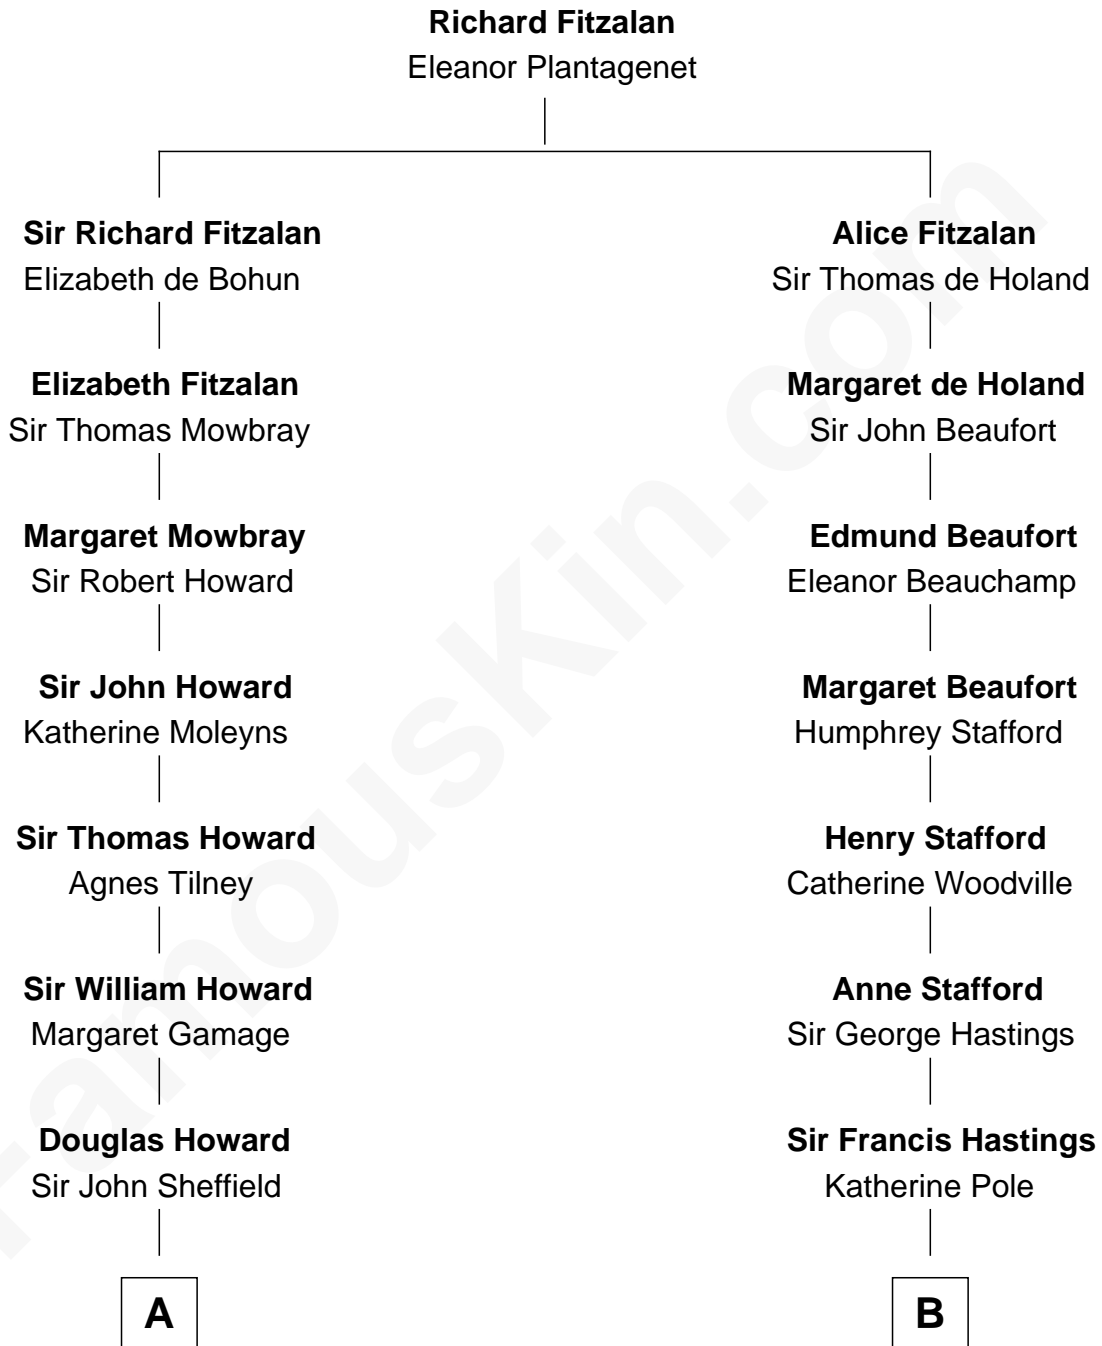 Richard Fitzalan
Eleanor Plantagenet
Sir Richard Fitzalan
Elizabeth de Bohun
Elizabeth Fitzalan
Sir Thomas Mowbray
Margaret Mowbray
Sir Robert Howard
Sir John Howard
Katherine Moleyns
Sir Thomas Howard
Agnes Tilney
Sir William Howard
Margaret Gamage
Douglas Howard
Sir John Sheffield
A
Alice Fitzalan
Sir Thomas de Holand
Margaret de Holand
Sir John Beaufort
Edmund Beaufort
Eleanor Beauchamp
Margaret Beaufort
Humphrey Stafford
Henry Stafford
Catherine Woodville
Anne Stafford
Sir George Hastings
Sir Francis Hastings
Katherine Pole
B
FamousKin.com